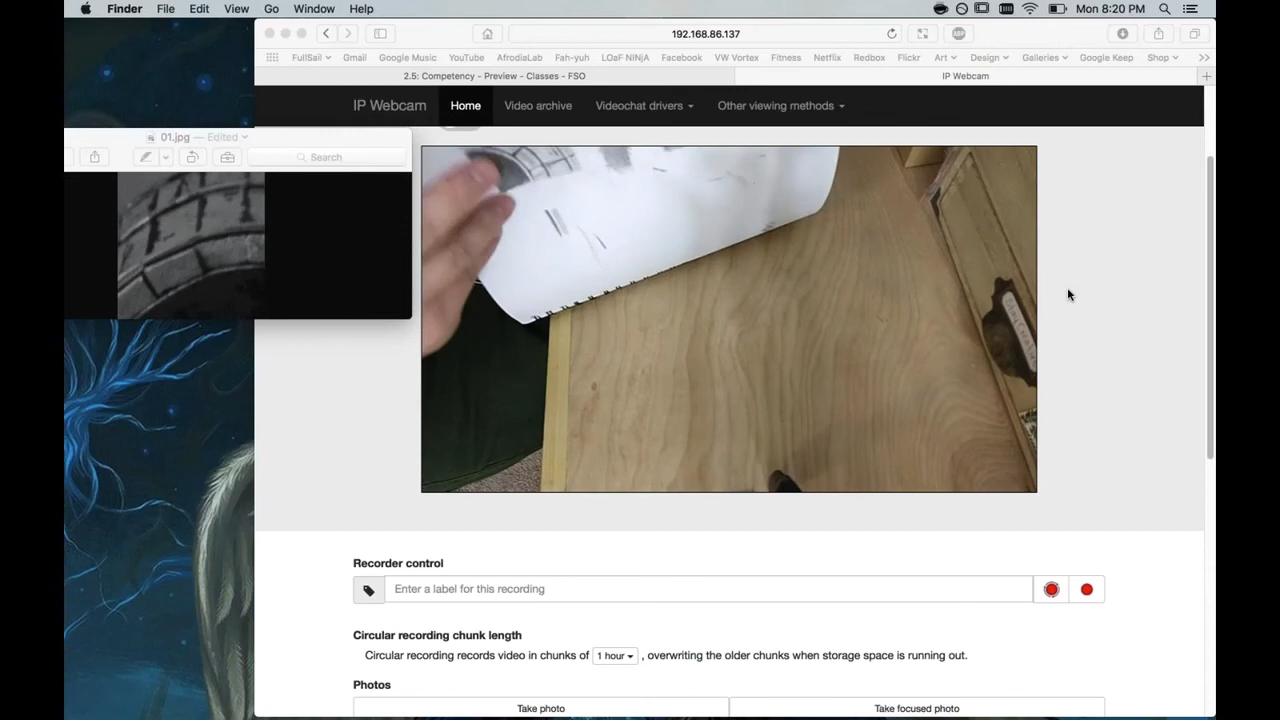 Finder File Edit View Go Window Help Mon 8:20 PM
192.168.86.137
FullSail Gmail Google Music YouTube AfrodiaLab Fah-yuh LOaF NiNjA Facebook VW Vortex Fitness Netflix Redbox Flickr Art Design Galleries Google Keep Shop
2.5: Competency - Preview - Classes - FSO IP Webcam
IP Webcam Home Video archive Videochat drivers Other viewing methods
01.jpg — Edited
Search
Recorder control
Enter a label for this recording
Circular recording chunk length
Circular recording records video in chunks of 1 hour , overwriting the older chunks when storage space is running out.
Photos
Take photo Take focused photo